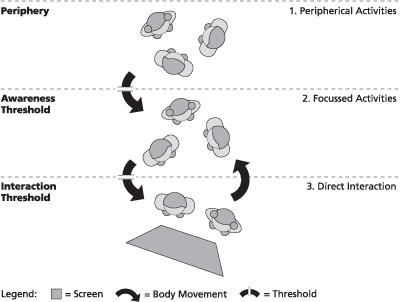 Periphery
1. Peripherical Activities
Awareness
Threshold
2. Focussed Activities
Interaction
Threshold
3. Direct Interaction
Legend: = Screen = Body Movement = Threshold